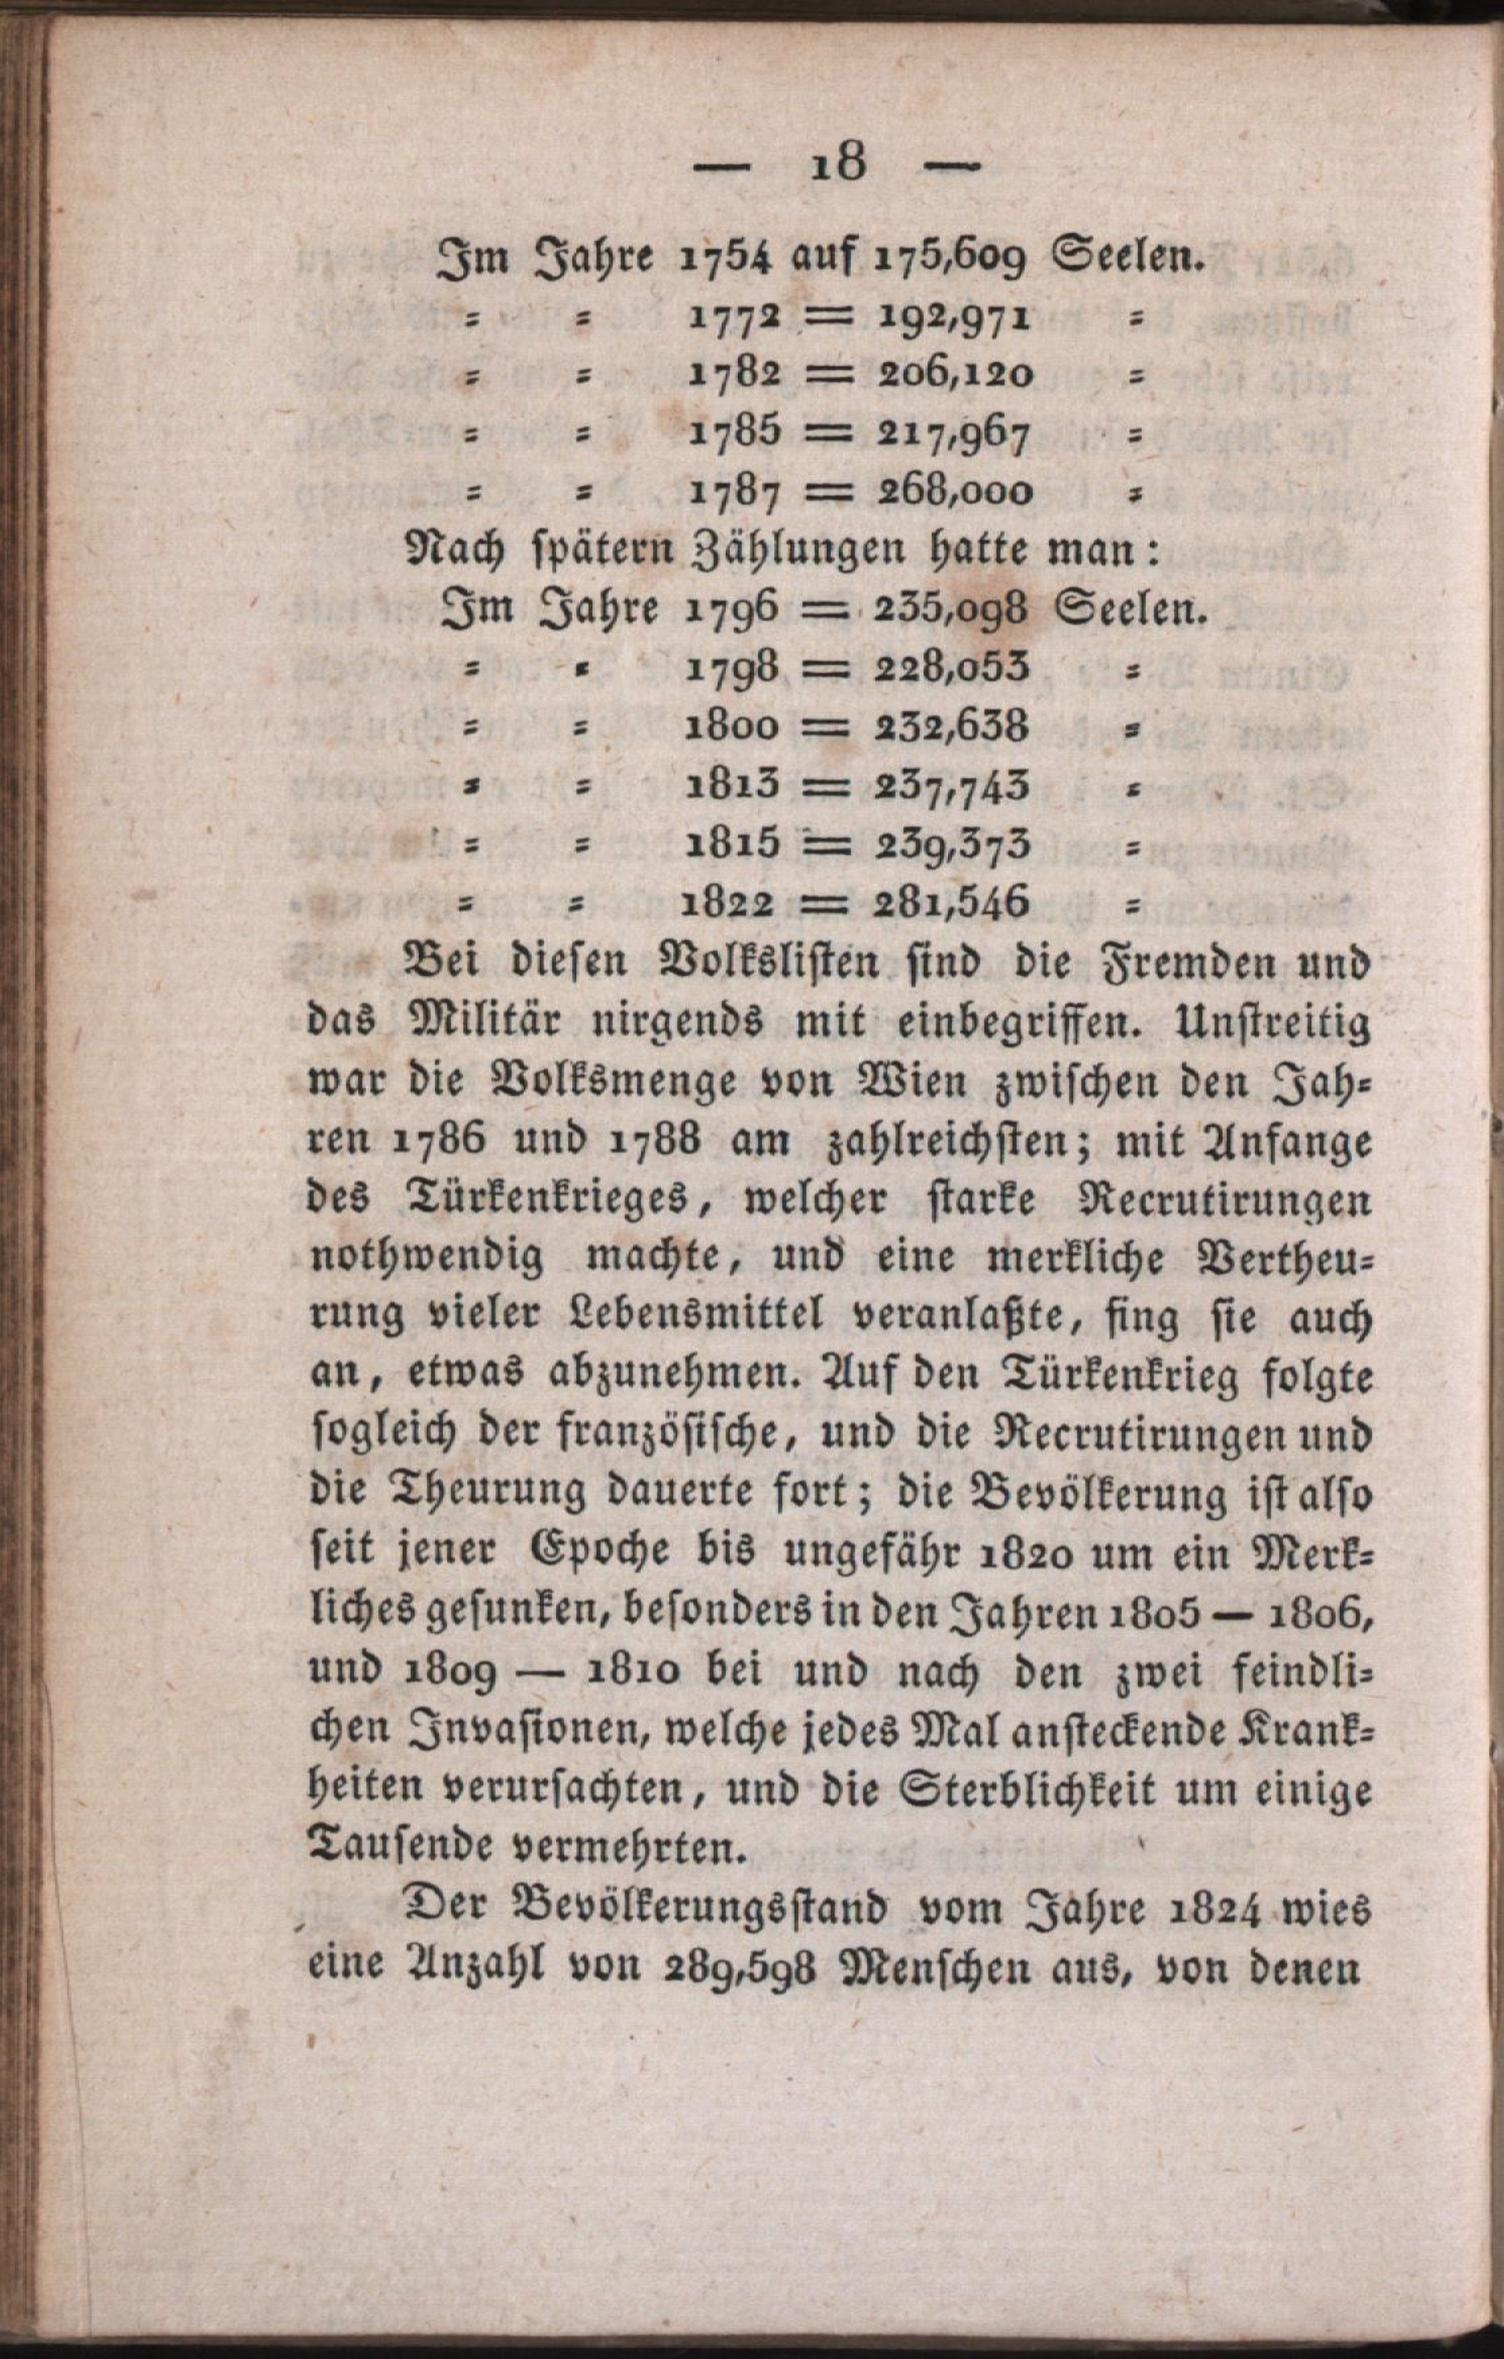 — 18 —
Im Jahre 1754 auf 175,609 Seelen.
= = 1772 = 192,971 =
= = 1782 = 206,120 =
= = 1785 = 217,967 =
= = 1787 = 268,000 =
Nach spätern Zählungen hatte man:
Im Jahre 1796 = 235,098 Seelen.
= = 1798 = 228,053 =
= = 1800 = 232,638 =
= = 1813 = 237,743 =
= = 1815 = 239,373 =
= = 1822 = 281,546 =
Bei diesen Volkslisten sind die Fremden und
das Militär nirgends mit einbegriffen. Unstreitig
war die Volksmenge von Wien zwischen den Jah=
ren 1786 und 1788 am zahlreichsten; mit Anfange
des Türkenkrieges, welcher starke Recrutirungen
nothwendig machte, und eine merkliche Vertheu=
rung vieler Lebensmittel veranlaßte, fing sie auch
an, etwas abzunehmen. Auf den Türkenkrieg folgte
sogleich der französische, und die Recrutirungen und
die Theurung dauerte fort; die Bevölkerung ist also
seit jener Epoche bis ungefähr 1820 um ein Merk=
liches gesunken, besonders in den Jahren 1805 — 1806,
und 1809 — 1810 bei und nach den zwei feindli=
chen Invasionen, welche jedes Mal ansteckende Krank=
heiten verursachten, und die Sterblichkeit um einige
Tausende vermehrten.
Der Bevölkerungsstand vom Jahre 1824 wies
eine Anzahl von 289,598 Menschen aus, von denen